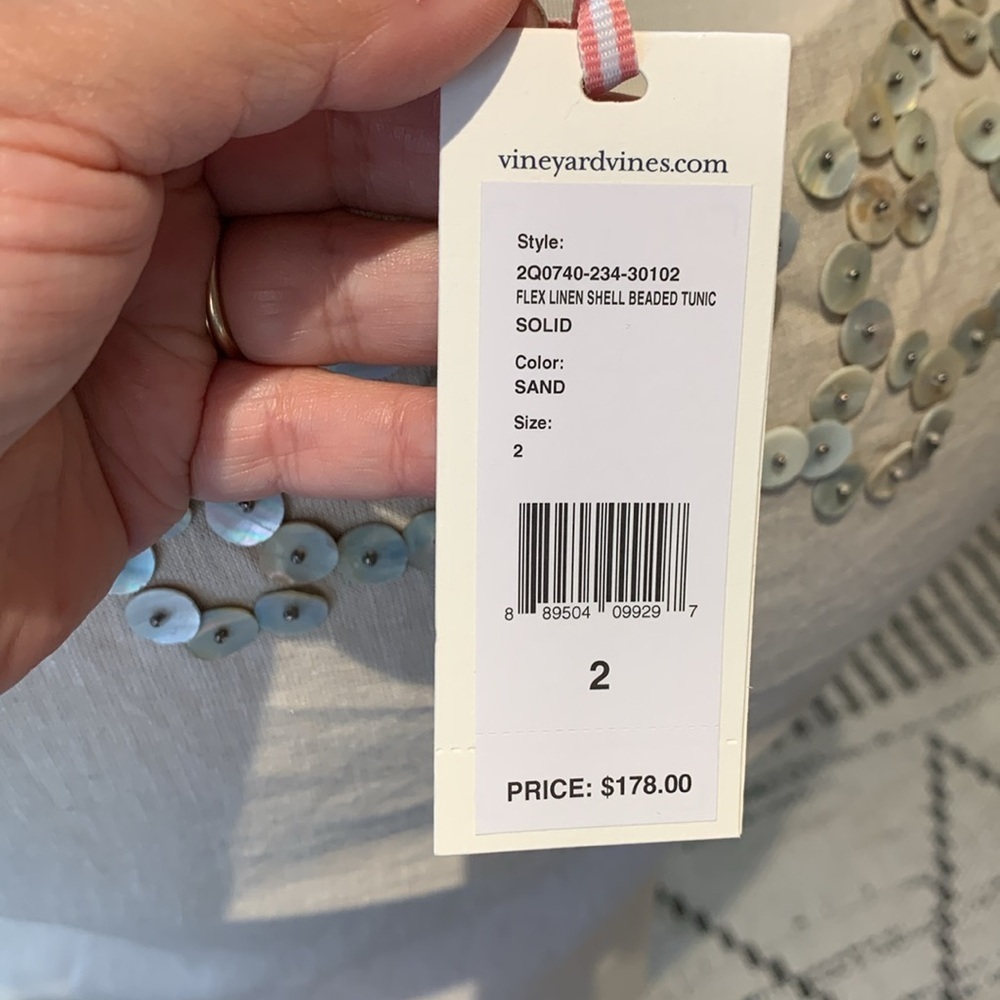 vineyardvines.com
Style:
2Q0740-234-30102
FLEX LINEN SHELL BEADED TUNIC
SOLID
Color:
SAND
Size:
2
8 89504 09929 7
2
PRICE: $178.00